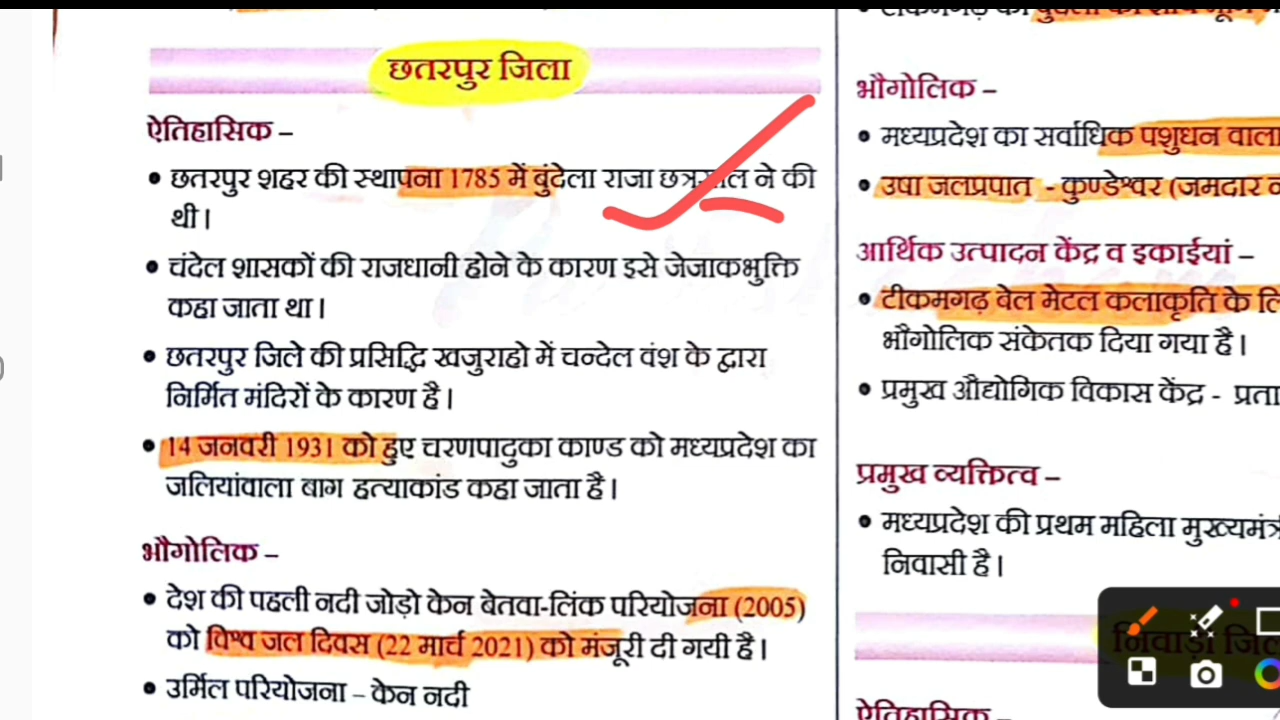 छतरपुर जिला
ऐतिहासिक –
• छतरपुर शहर की स्थापना 1785 में बुंदेला राजा छत्रसाल ने की
थी।
• चंदेल शासकों की राजधानी होने के कारण इसे जेजाकभुक्ति
कहा जाता था।
• छतरपुर जिले की प्रसिद्धि खजुराहो में चन्देल वंश के द्वारा
निर्मित मंदिरों के कारण है।
• 14 जनवरी 1931 को हुए चरणपादुका काण्ड को मध्यप्रदेश का
जलियांवाला बाग हत्याकांड कहा जाता है।
भौगोलिक –
• देश की पहली नदी जोड़ो केन बेतवा-लिंक परियोजना (2005)
को विश्व जल दिवस (22 मार्च 2021) को मंजूरी दी गयी है।
• उर्मिल परियोजना – केन नदी
भौगोलिक –
• मध्यप्रदेश का सर्वाधिक पशुधन वाला
• उषा जलप्रपात - कुण्डेश्वर (जमदार
आर्थिक उत्पादन केंद्र व इकाईयां –
• टीकमगढ़ बेल मेटल कलाकृति के
भौगोलिक संकेतक दिया गया है।
• प्रमुख औद्योगिक विकास केंद्र -
प्रमुख व्यक्तित्व –
• मध्यप्रदेश की प्रथम महिला
निवासी है।
ऐतिहासिक –